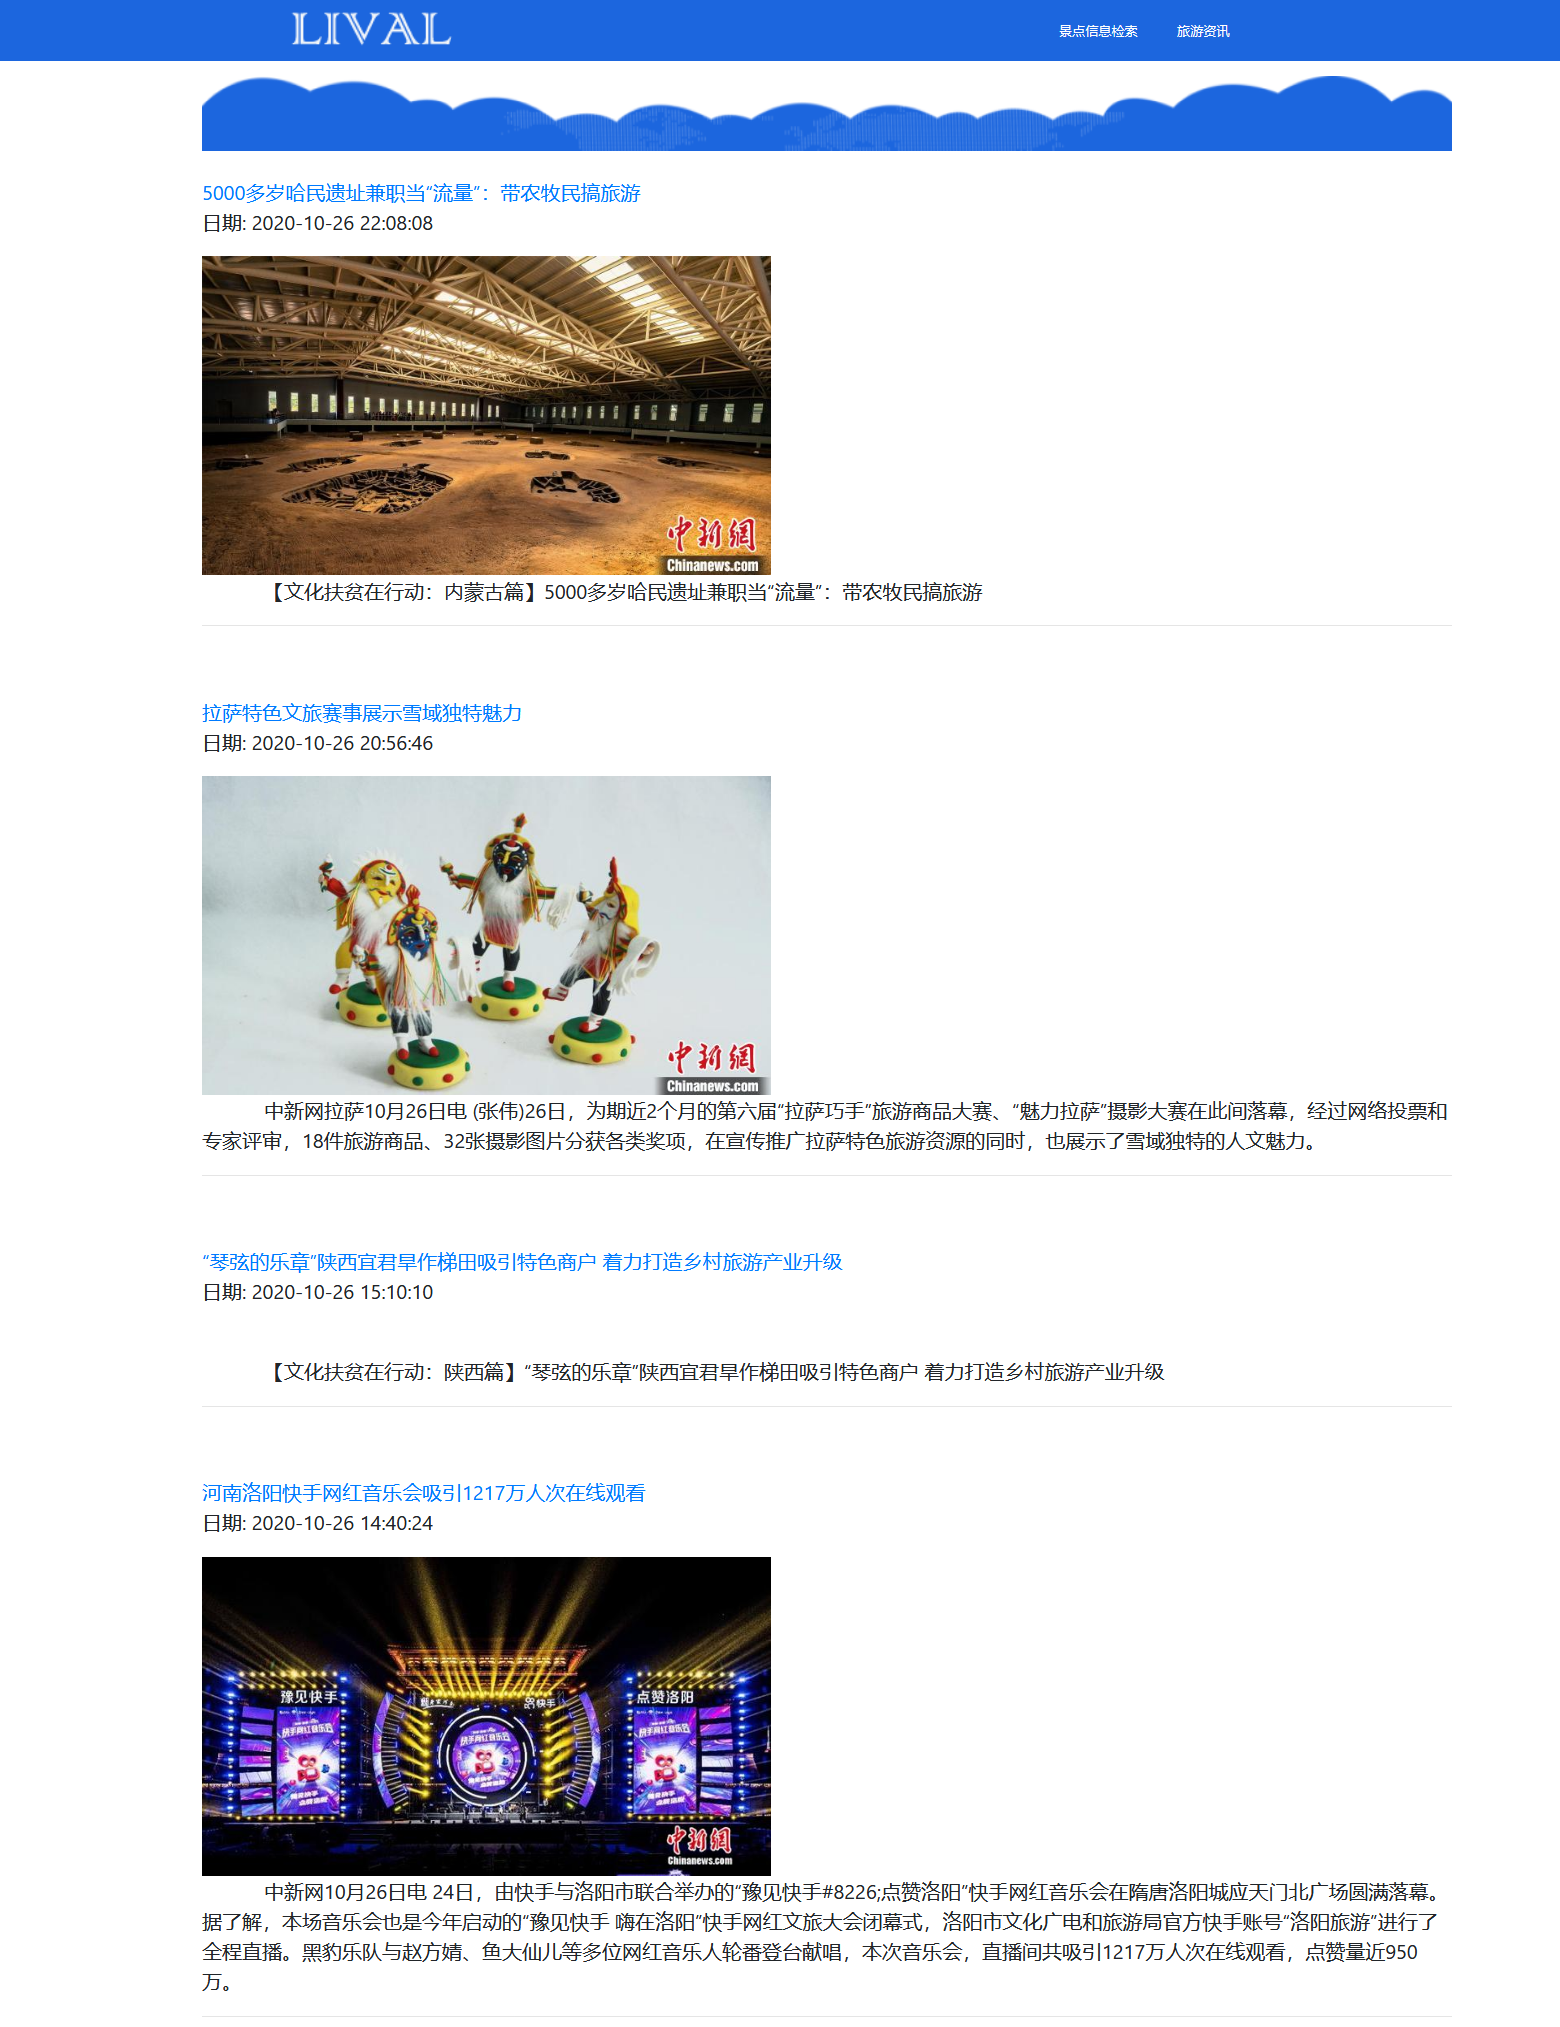 LIVAL
景点信息检索 旅游资讯
5000多岁哈民遗址兼职当“流量”：带农牧民搞旅游
日期: 2020-10-26 22:08:08
中新網
Chinanews.com
【文化扶贫在行动：内蒙古篇】5000多岁哈民遗址兼职当“流量”：带农牧民搞旅游
拉萨特色文旅赛事展示雪域独特魅力
日期: 2020-10-26 20:56:46
中新網
Chinanews.com
中新网拉萨10月26日电 (张伟)26日，为期近2个月的第六届“拉萨巧手”旅游商品大赛、“魅力拉萨”摄影大赛在此间落幕，经过网络投票和
专家评审，18件旅游商品、32张摄影图片分获各类奖项，在宣传推广拉萨特色旅游资源的同时，也展示了雪域独特的人文魅力。
“琴弦的乐章”陕西宜君旱作梯田吸引特色商户 着力打造乡村旅游产业升级
日期: 2020-10-26 15:10:10
【文化扶贫在行动：陕西篇】“琴弦的乐章”陕西宜君旱作梯田吸引特色商户 着力打造乡村旅游产业升级
河南洛阳快手网红音乐会吸引1217万人次在线观看
日期: 2020-10-26 14:40:24
豫见快手
快手
点赞洛阳
快手网红音乐会
快手网红音乐会
快手网红音乐会
中新網
Chinanews.com
中新网10月26日电 24日，由快手与洛阳市联合举办的“豫见快手#8226;点赞洛阳”快手网红音乐会在隋唐洛阳城应天门北广场圆满落幕。
据了解，本场音乐会也是今年启动的“豫见快手 嗨在洛阳”快手网红文旅大会闭幕式，洛阳市文化广电和旅游局官方快手账号“洛阳旅游”进行了
全程直播。黑豹乐队与赵方婧、鱼大仙儿等多位网红音乐人轮番登台献唱，本次音乐会，直播间共吸引1217万人次在线观看，点赞量近950
万。